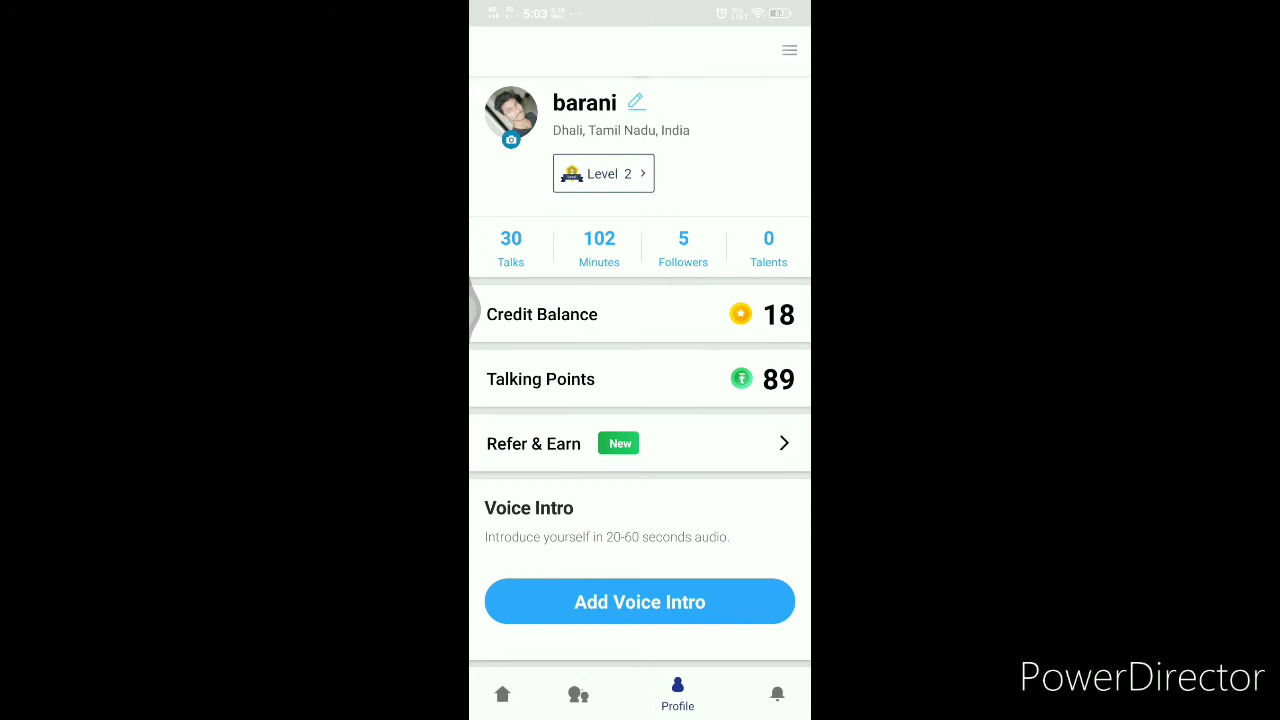 5:03 ...
63
barani
Dhali, Tamil Nadu, India
Level 2 >
30 102 5 0
Talks Minutes Followers Talents
Credit Balance 18
Talking Points 89
Refer & Earn New
Voice Intro
Introduce yourself in 20-60 seconds audio.
Add Voice Intro
Profile
PowerDirector